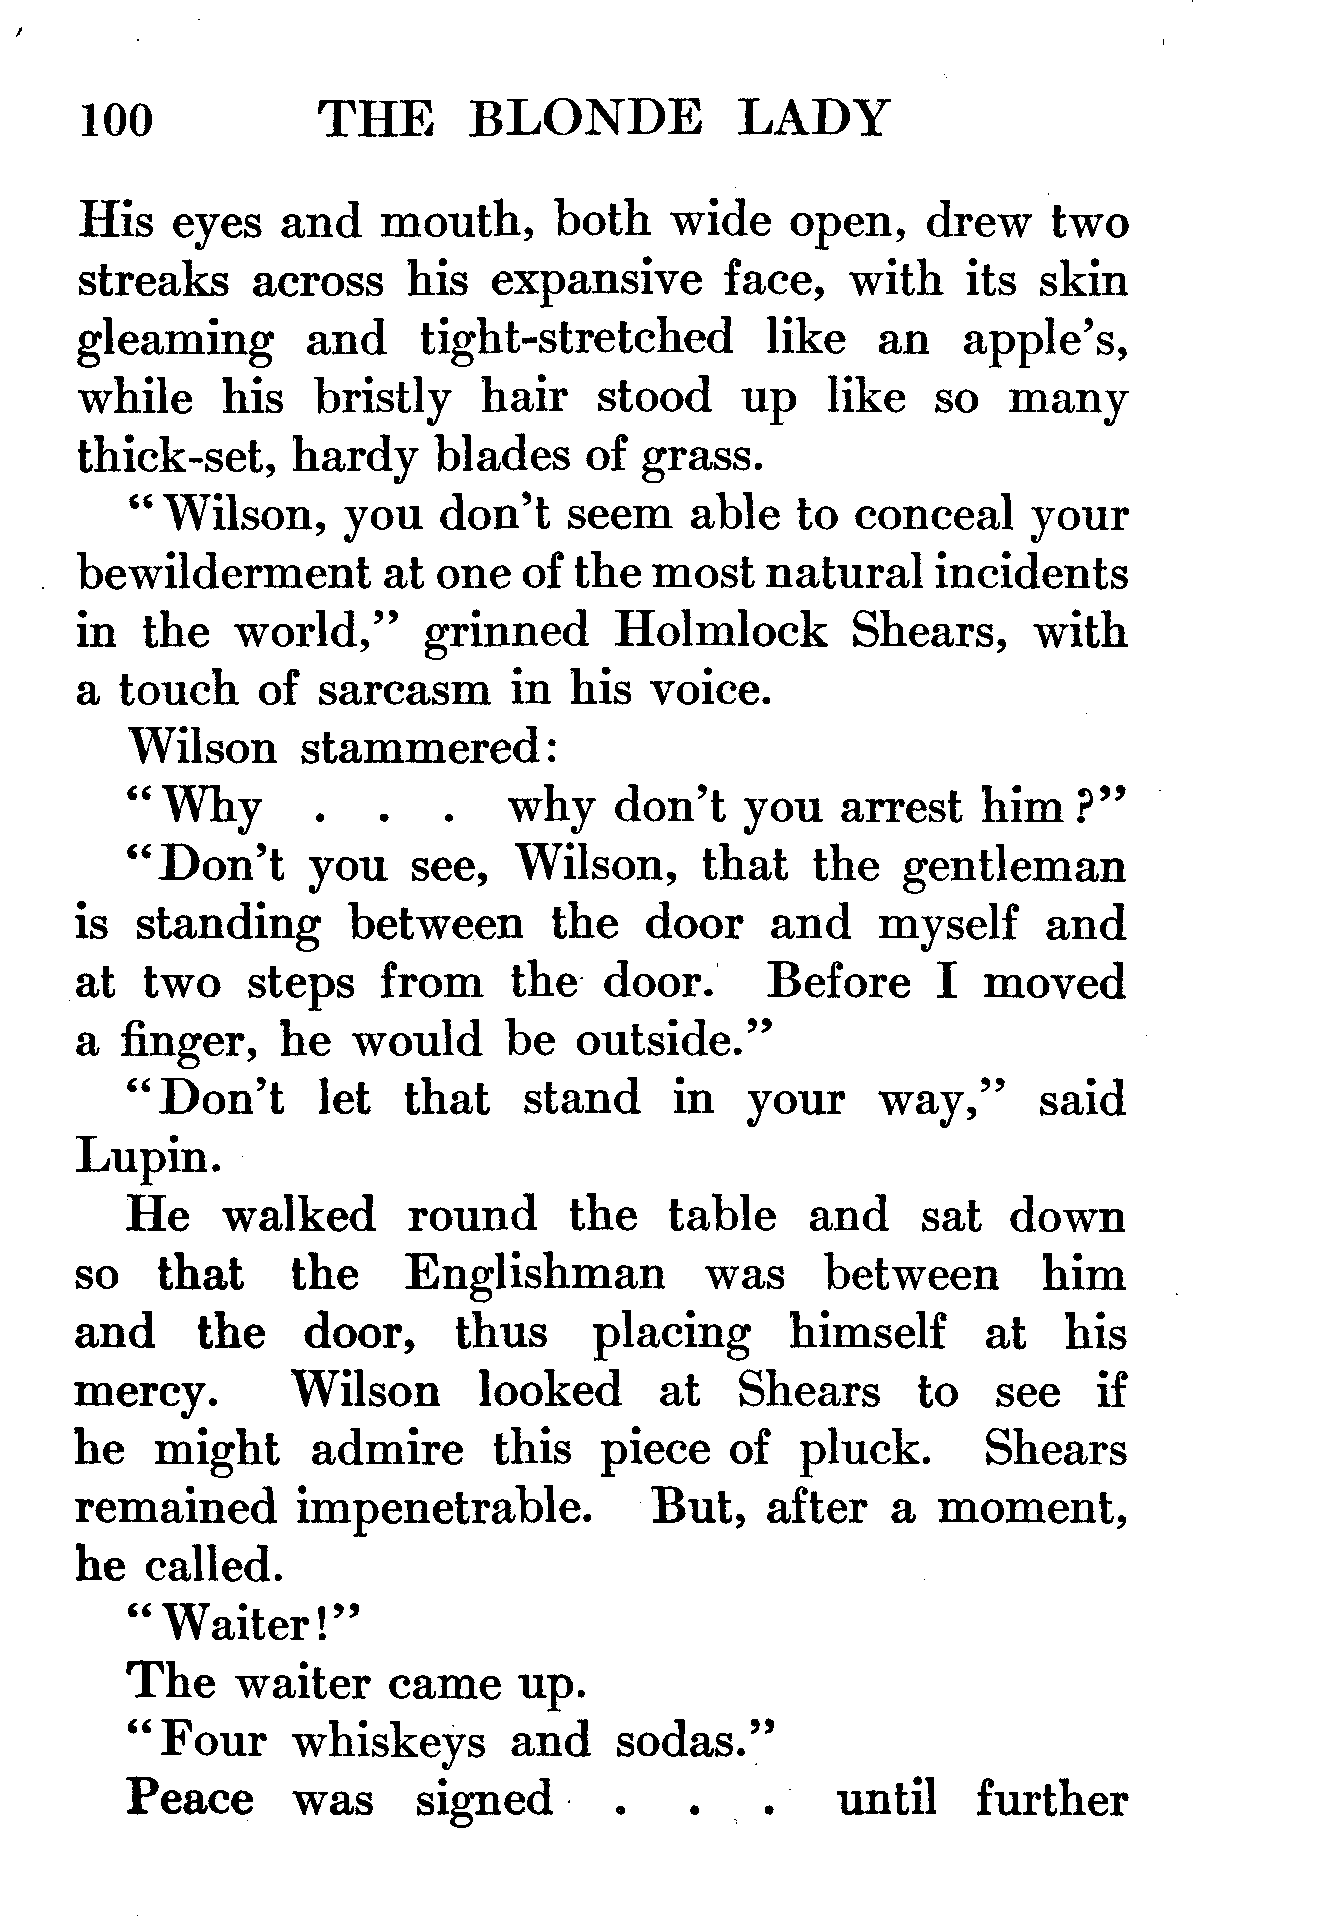 100 THE BLONDE LADY
His eyes and mouth, both wide open, drew two
streaks across his expansive face, with its skin
gleaming and tight-stretched like an apple's,
while his bristly hair stood up like so many
thick-set, hardy blades of grass.
“Wilson, you don't seem able to conceal your
bewilderment at one of the most natural incidents
in the world,” grinned Holmlock Shears, with
a touch of sarcasm in his voice.
Wilson stammered:
“Why . . . why don't you arrest him?”
“Don't you see, Wilson, that the gentleman
is standing between the door and myself and
at two steps from the door. Before I moved
a finger, he would be outside.”
“Don't let that stand in your way,” said
Lupin.
He walked round the table and sat down
so that the Englishman was between him
and the door, thus placing himself at his
mercy. Wilson looked at Shears to see if
he might admire this piece of pluck. Shears
remained impenetrable. But, after a moment,
he called.
“Waiter!”
The waiter came up.
“Four whiskeys and sodas.”
Peace was signed . . . until further